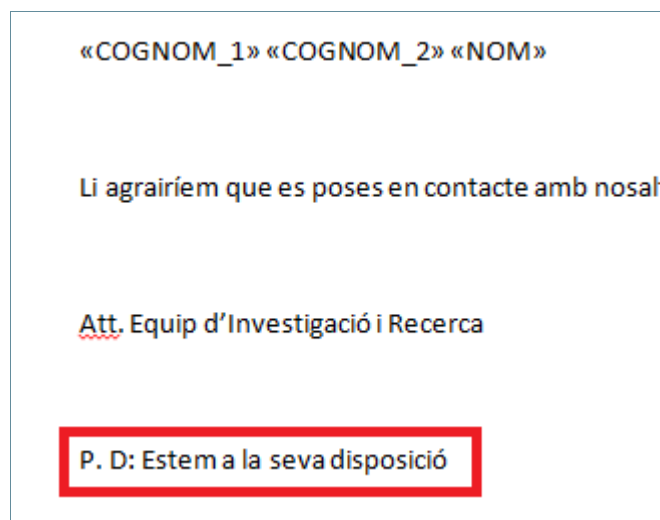 «COGNOM_1» «COGNOM_2» «NOM»
Li agrairíem que es poses en contacte amb
Att. Equip d’Investigació i Recerca
P. D: Estem a la seva disposició